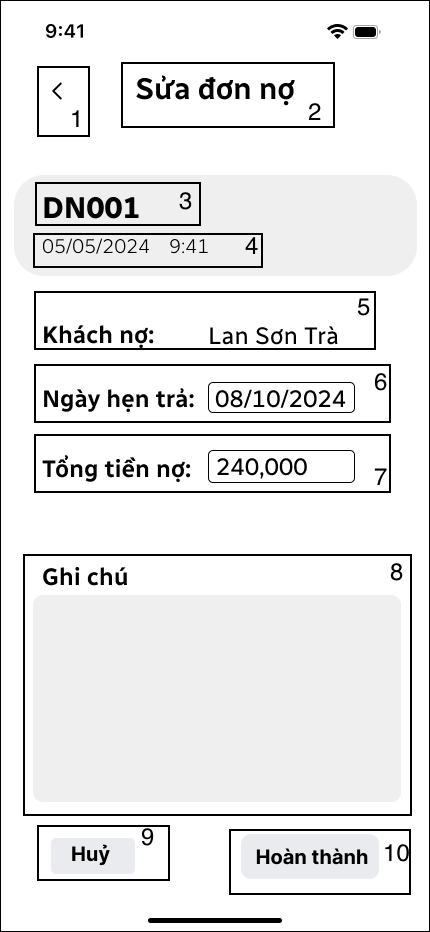 9:41
< 1
Sửa đơn nợ 2
DN001 3
05/05/2024 9:41 4
5
Khách nợ: Lan Sơn Trà
Ngày hẹn trả: 08/10/2024 6
Tổng tiền nợ: 240,000 7
Ghi chú 8
Huỷ 9
Hoàn thành 10